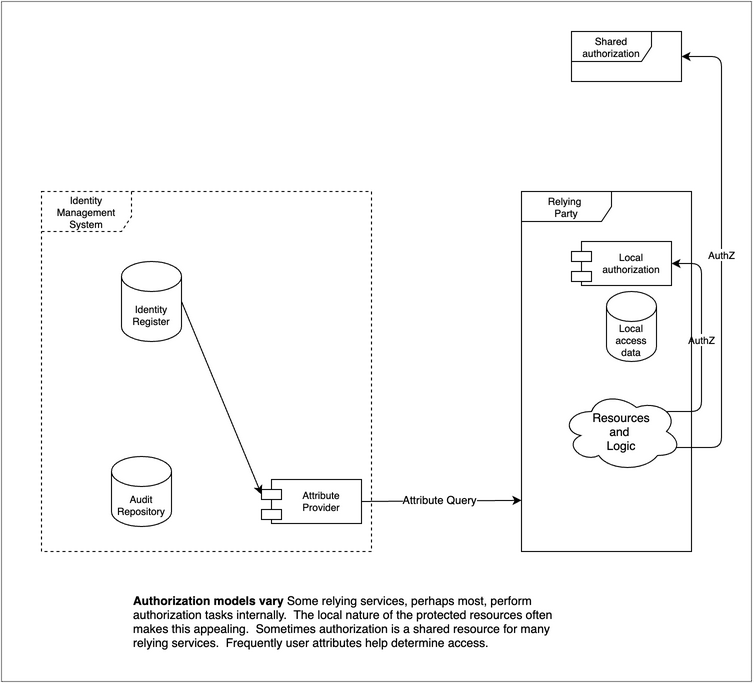 Shared
authorization
Identity
Management
System
Relying
Party
Local
authorization
AuthZ
Identity
Register
Local
access
data
AuthZ
Resources
and
Logic
Audit
Repository
Attribute
Provider
Attribute Query
Authorization models vary Some relying services, perhaps most, perform
authorization tasks internally.  The local nature of the protected resources often
makes this appealing.  Sometimes authorization is a shared resource for many
relying services.  Frequently user attributes help determine access.